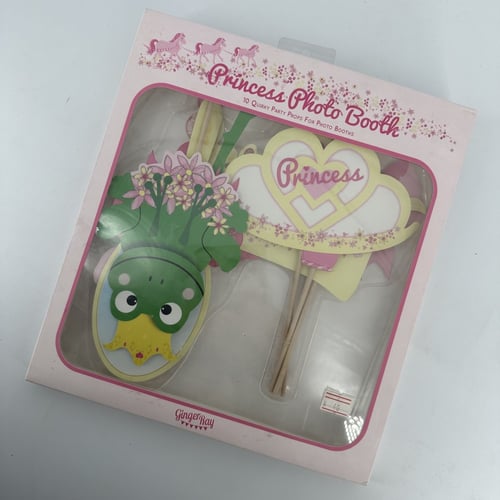 Princess Photo Booth
10 Quirky Party Props For Photo Booths
Princess
Ginger Ray